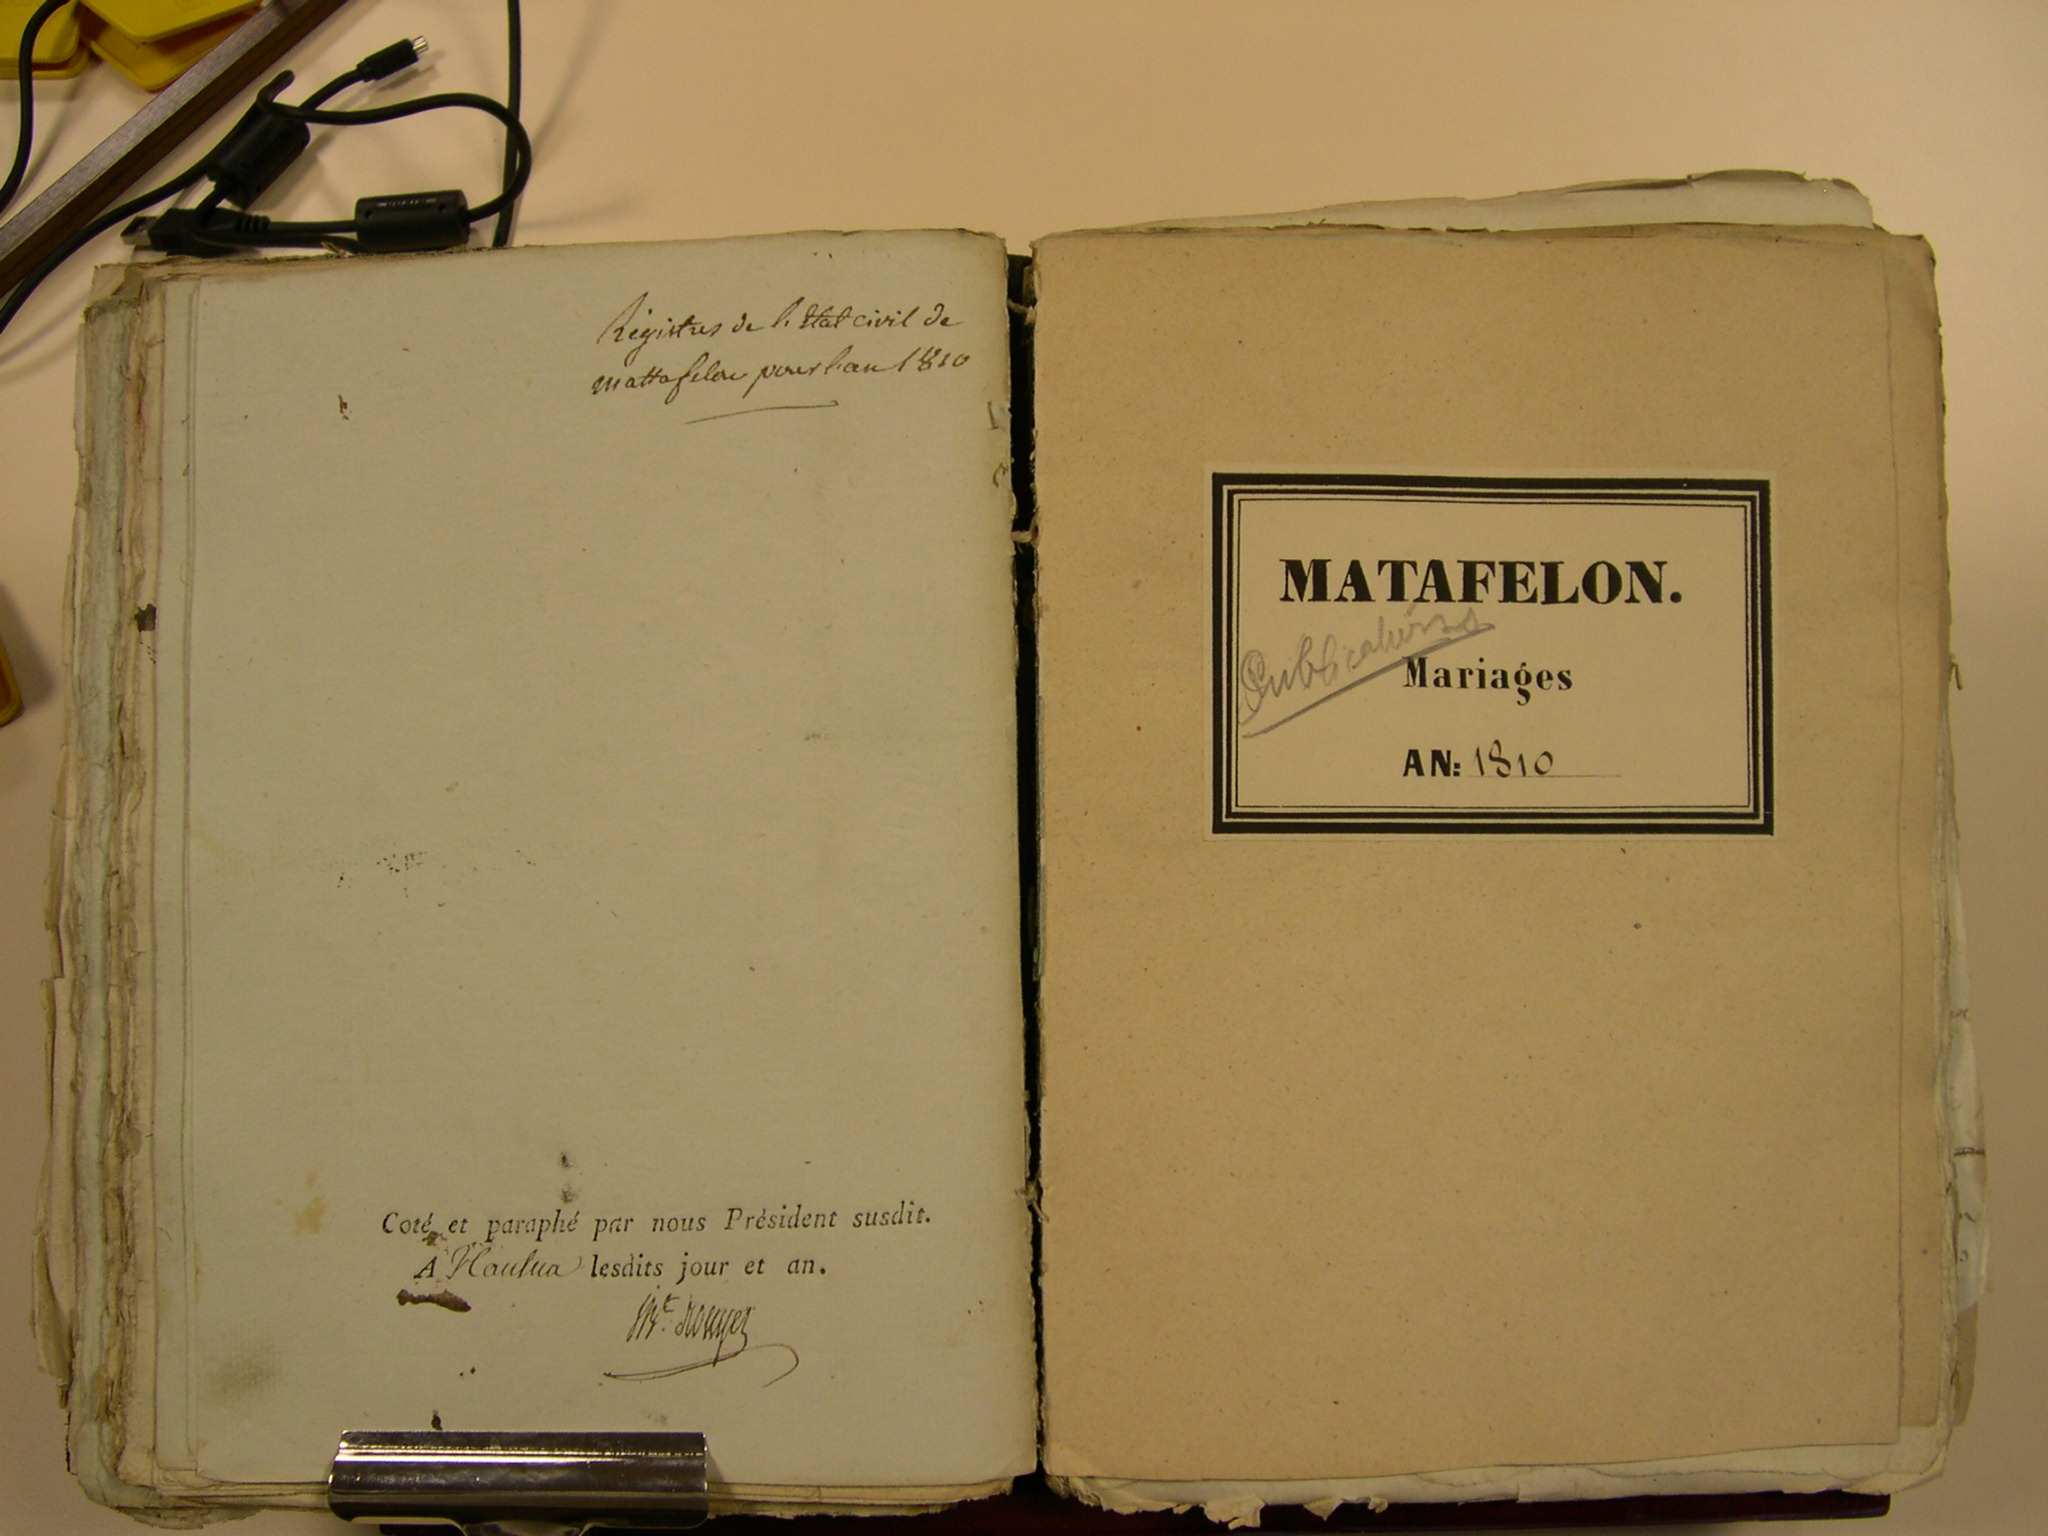 Régistres de l'Etat civil de
mattafelon pour l'an 1810
Coté et paraphé par nous Président susdit.
A Nantua lesdits jour et an.
MATAFELON.
Publications
Mariages
AN: 1810